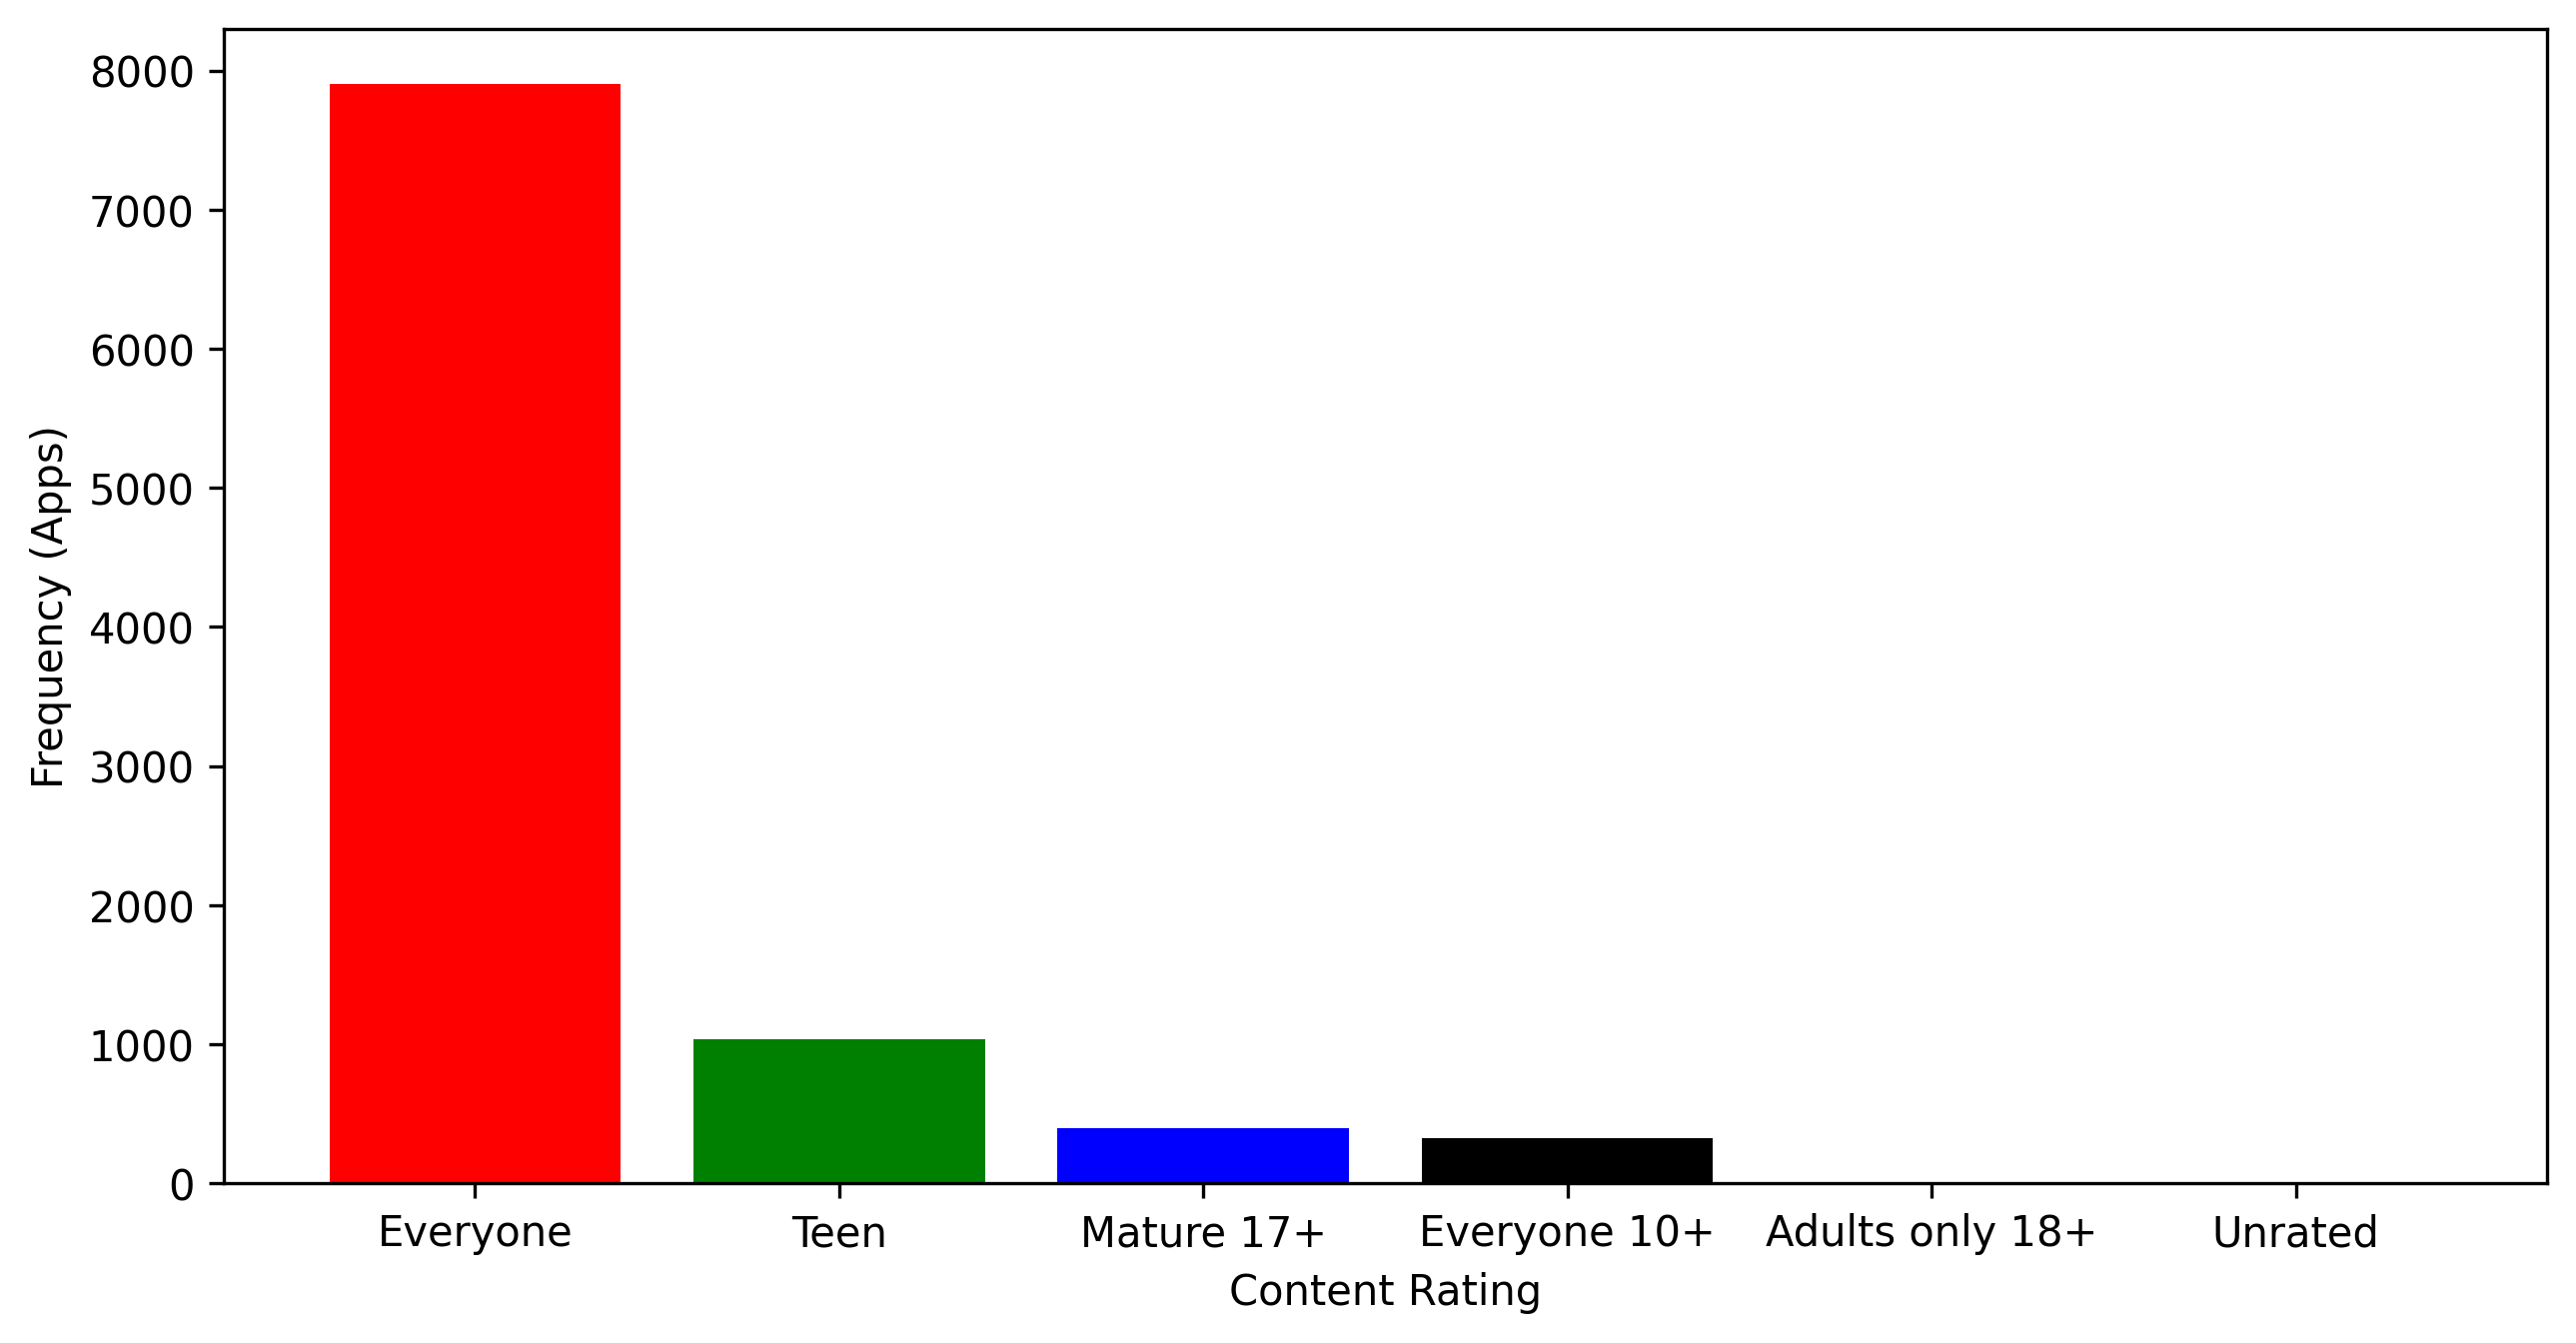 8000
7000
6000
5000
4000
3000
2000
1000
0
Frequency (Apps)
Everyone
Teen
Mature 17+
Everyone 10+
Adults only 18+
Unrated
Content Rating